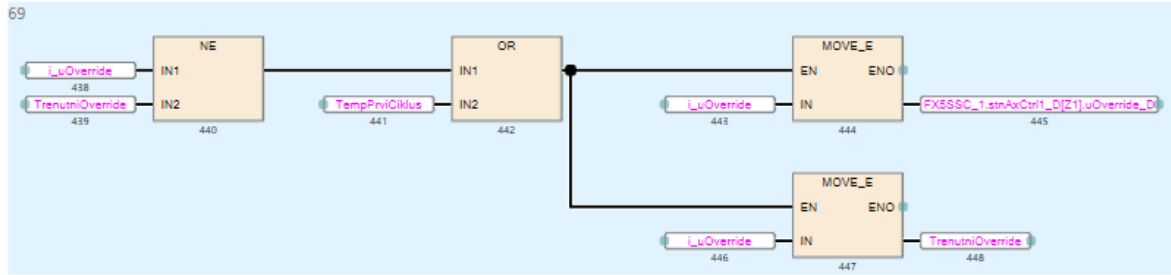 69
NE
OR
MOVE_E
i_uOverride
IN1
IN1
EN
ENO
438
TrenutniOverride
IN2
TempPrviCiklus
IN2
i_uOverride
IN
FX5SSC_1.stnAxCtrl1_D[Z1].uOverride_D
439
440
441
442
443
444
445
MOVE_E
EN
ENO
i_uOverride
IN
TrenutniOverride
446
447
448